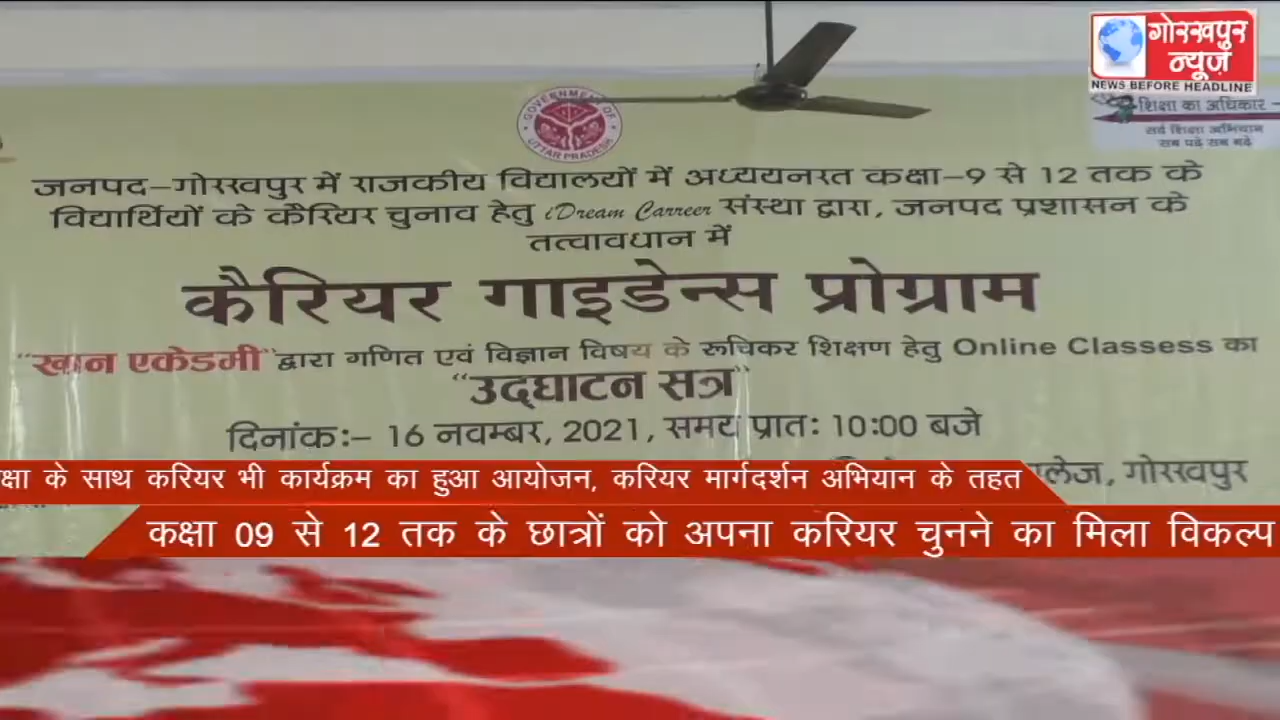 गोरखपुर
न्यूज़
NEWS BEFORE HEADLINE
शिक्षा का अधिकार
सर्व शिक्षा अभियान
सब पढ़े सब बढ़े
GOVERNMENT OF
UTTAR PRADESH
जनपद–गोरखपुर में राजकीय विद्यालयों में अध्ययनरत कक्षा–9 से 12 तक के
विद्यार्थियों के कैरियर चुनाव हेतु iDream Carreer संस्था द्वारा, जनपद प्रशासन के
तत्वावधान में
कैरियर गाइडेन्स प्रोग्राम
"खान एकेडमी" द्वारा गणित एवं विज्ञान विषय के रूचिकर शिक्षण हेतु Online Classess का
"उद्घाटन सत्र"
दिनांकः– 16 नवम्बर, 2021, समय प्रातः 10:00 बजे
लेज, गोरखपुर
क्षा के साथ करियर भी कार्यक्रम का हुआ आयोजन, करियर मार्गदर्शन अभियान के तहत
कक्षा 09 से 12 तक के छात्रों को अपना करियर चुनने का मिला विकल्प